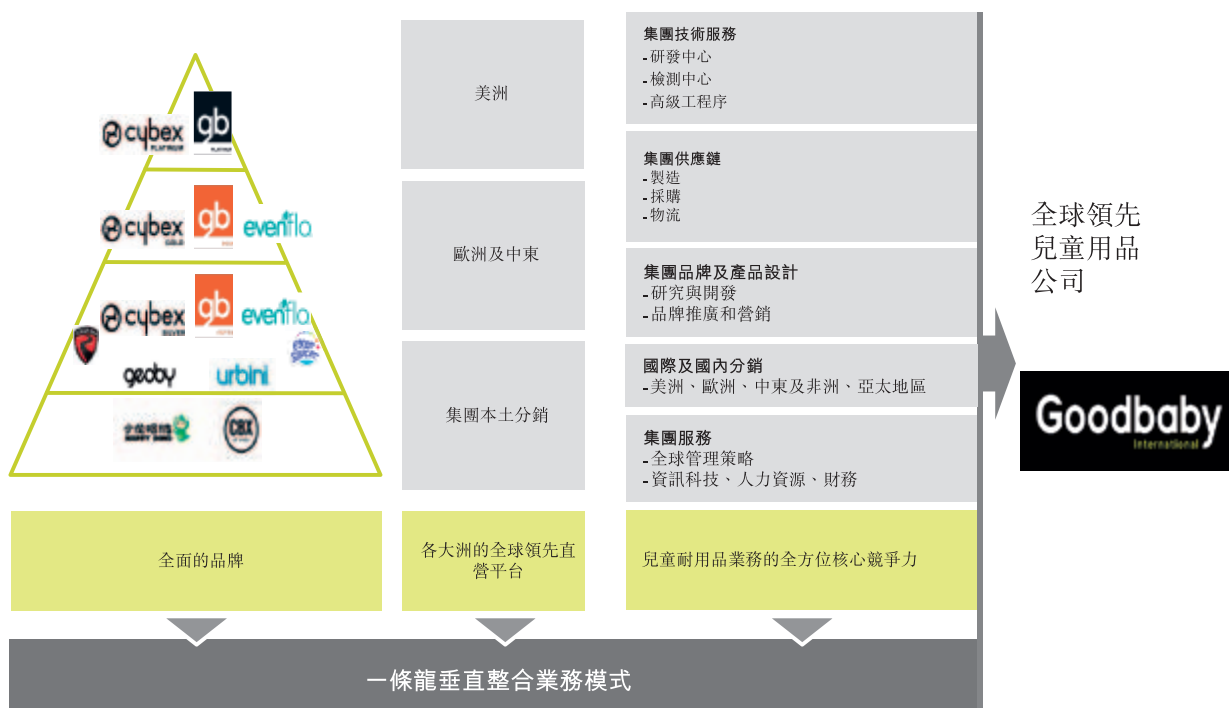 cybex
PLATINUM
gb
PLATINUM
cybex
GOLD
gb
evenflo
cybex
SILVER
gb
evenflo
geoby
urbini
CBX
全面的品牌
美洲
歐洲及中東
集團本土分銷
各大洲的全球領先直
營平台
集團技術服務
-研發中心
-檢測中心
-高級工程序
集團供應鏈
-製造
-採購
-物流
集團品牌及產品設計
-研究與開發
-品牌推廣和營銷
國際及國內分銷
-美洲、歐洲、中東及非洲、亞太地區
集團服務
-全球管理策略
-資訊科技、人力資源、財務
兒童耐用品業務的全方位核心競爭力
全球領先
兒童用品
公司
Goodbaby
International
一條龍垂直整合業務模式